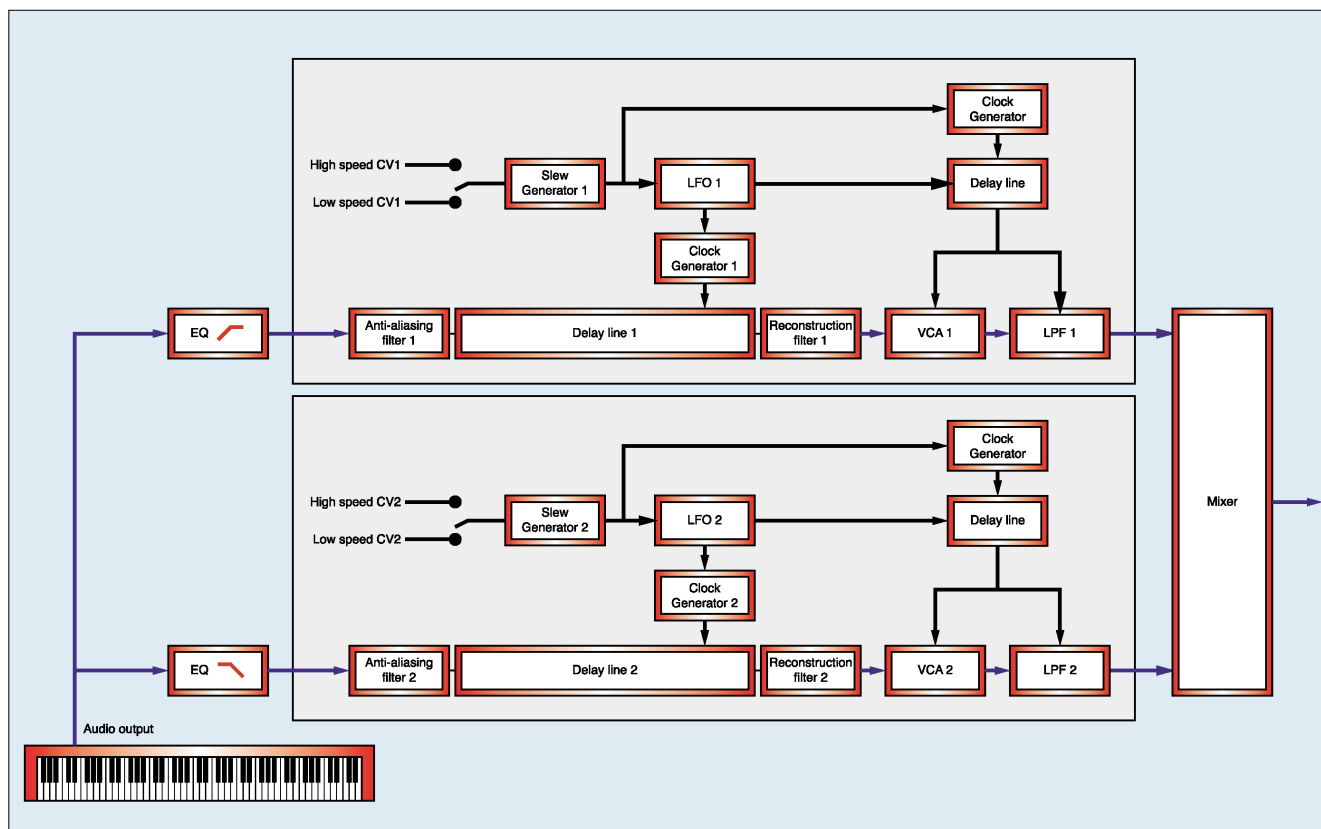 Clock
Generator
High speed CV1
Low speed CV1
Slew
Generator 1
LFO 1
Delay line
Clock
Generator 1
EQ
Anti-aliasing
filter 1
Delay line 1
Reconstruction
filter 1
VCA 1
LPF 1
Clock
Generator
High speed CV2
Low speed CV2
Slew
Generator 2
LFO 2
Delay line
Mixer
Clock
Generator 2
EQ
Anti-aliasing
filter 2
Delay line 2
Reconstruction
filter 2
VCA 2
LPF 2
Audio output